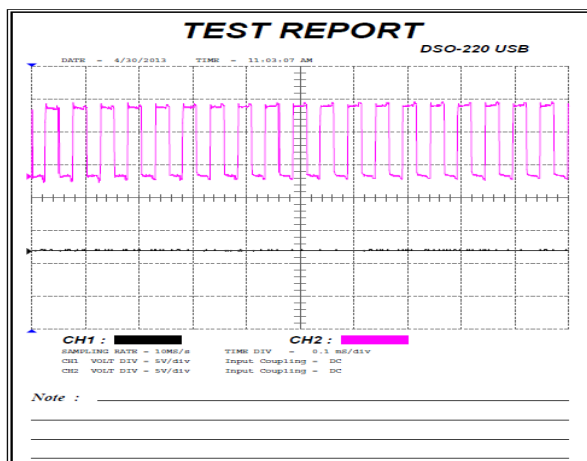 TEST REPORT
DSO-220 USB
DATE - 4/30/2013 TIME - 11:03:07 AM
CH1 : CH2 :
SAMPLING RATE - 10MS/s TIME DIV - 0.1 mS/div
CH1 VOLT DIV - 5V/div Input Coupling - DC
CH2 VOLT DIV - 5V/div Input Coupling - DC
Note :